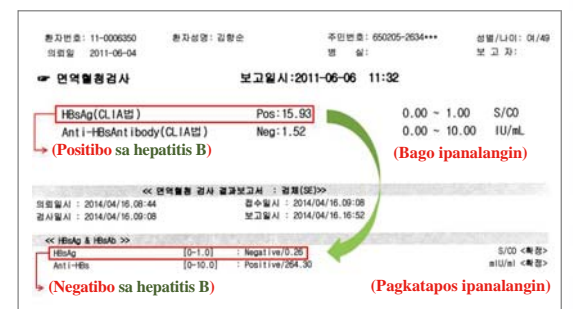 환자번호: 11-0006350 환자성명: 김향순 주민번호: 650205-2634*** 성별/나이: 여/49
의뢰일 2011-06-04 병 실: 보 고 자:
☞ 면역혈청검사 보고일시:2011-06-06 11:32
HBsAg(CLIA법) Pos:15.93 0.00 ~ 1.00 S/CO
Anti-HBsAntibody(CLIA법) Neg:1.52 0.00 ~ 10.00 IU/mL
(Positibo sa hepatitis B) (Bago ipanalangin)
<< 면역혈청 검사 결과보고서 : 검체(SE)>>
의뢰일시 : 2014/04/16.08:44 접수일시 : 2014/04/16.09:08
검사일시 : 2014/04/16.09:08 보고일시 : 2014/04/16.16:52
<< HBsAg & HBsAb >>
HBsAg [0-1.0] : Negative/0.26 S/CO <확정>
Anti-HBs [0-10.0] : Positive/264.30 mIU/ml <확정>
(Negatibo sa hepatitis B) (Pagkatapos ipanalangin)